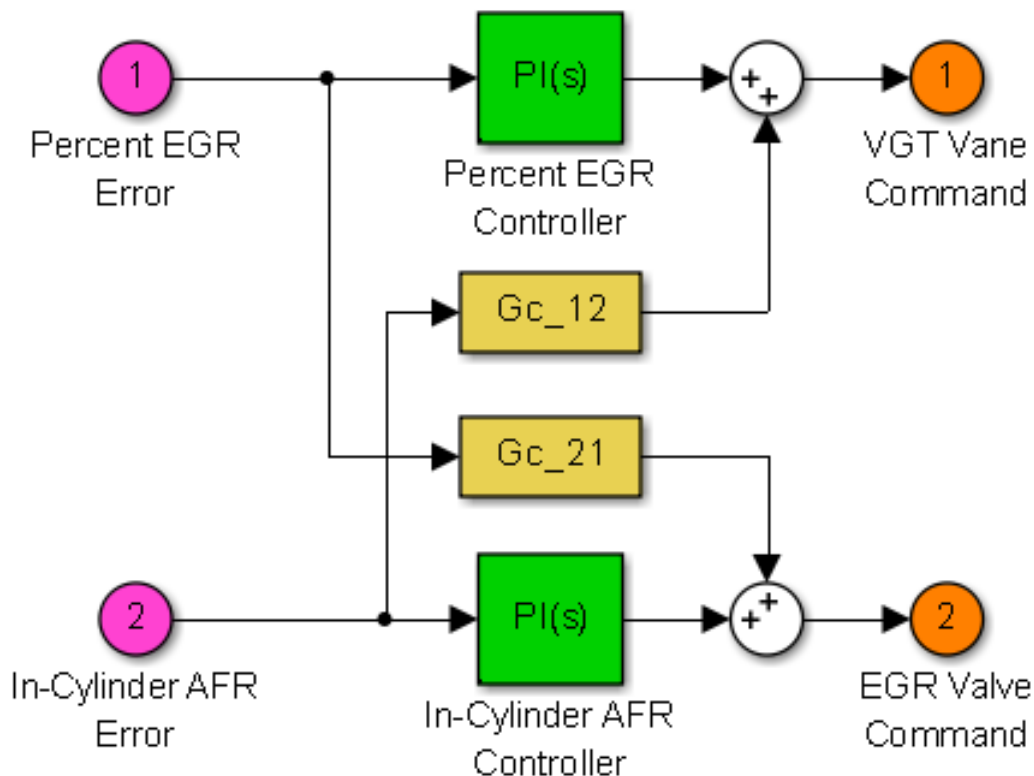 1
PI(s)
+
+
1
Percent EGR
Error
Percent EGR
Controller
VGT Vane
Command
Gc_12
Gc_21
2
PI(s)
+
+
2
In-Cylinder AFR
Error
In-Cylinder AFR
Controller
EGR Valve
Command